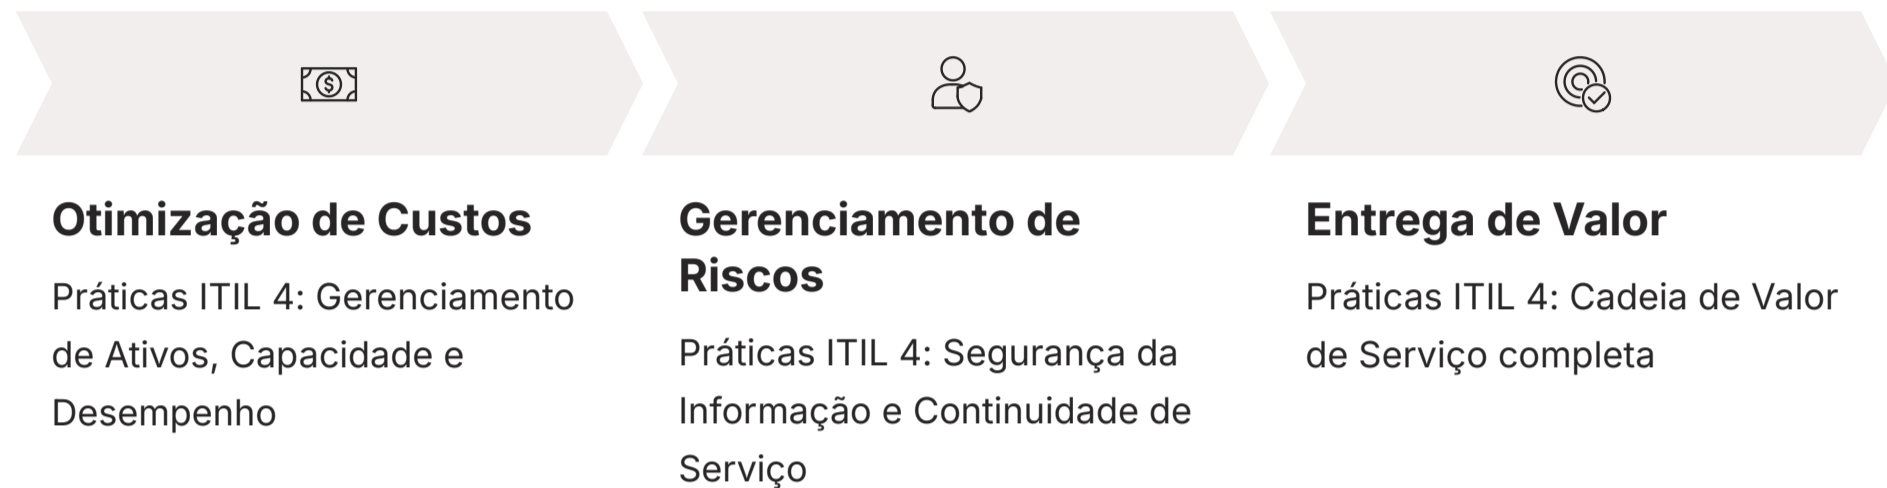 Otimização de Custos
Práticas ITIL 4: Gerenciamento
de Ativos, Capacidade e
Desempenho
Gerenciamento de
Riscos
Práticas ITIL 4: Segurança da
Informação e Continuidade de
Serviço
Entrega de Valor
Práticas ITIL 4: Cadeia de Valor
de Serviço completa